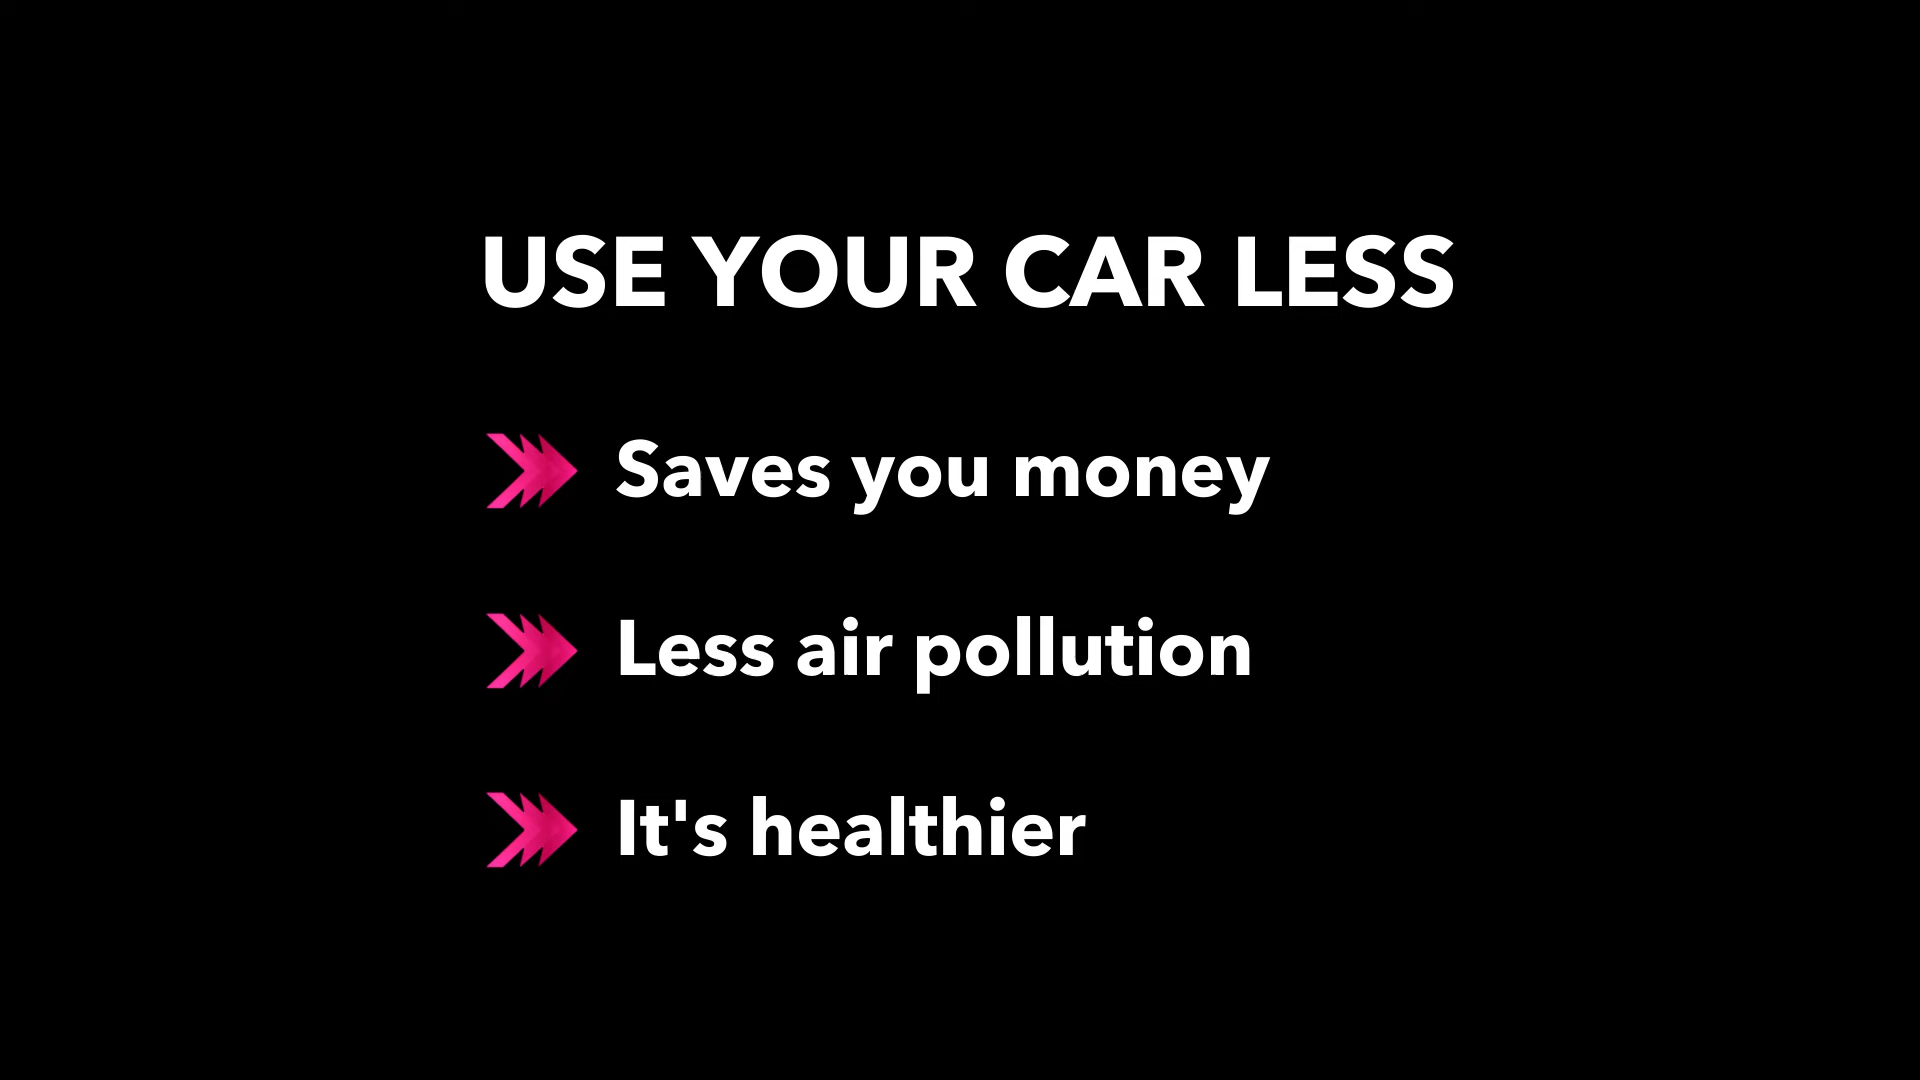 USE YOUR CAR LESS
Saves you money
Less air pollution
It's healthier